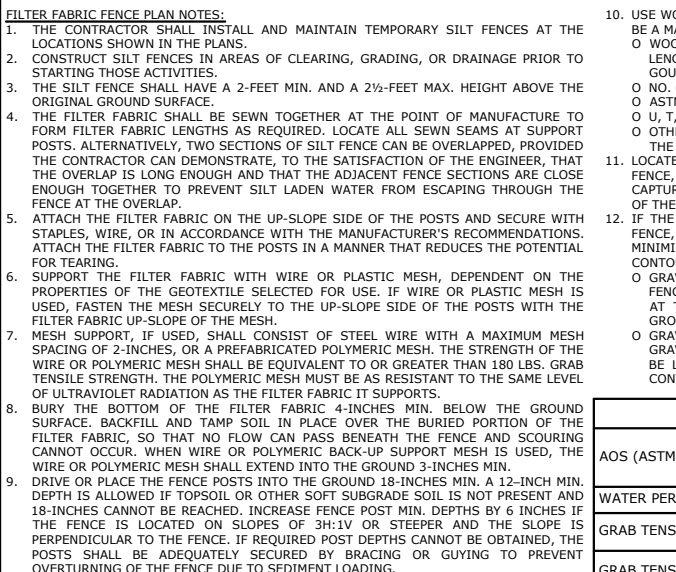 FILTER FABRIC FENCE PLAN NOTES:
1. THE CONTRACTOR SHALL INSTALL AND MAINTAIN TEMPORARY SILT FENCES AT THE
LOCATIONS SHOWN IN THE PLANS.
2. CONSTRUCT SILT FENCES IN AREAS OF CLEARING, GRADING, OR DRAINAGE PRIOR TO
STARTING THOSE ACTIVITIES.
3. THE SILT FENCE SHALL HAVE A 2-FEET MIN. AND A 2½-FEET MAX. HEIGHT ABOVE THE
ORIGINAL GROUND SURFACE.
4. THE FILTER FABRIC SHALL BE SEWN TOGETHER AT THE POINT OF MANUFACTURE TO
FORM FILTER FABRIC LENGTHS AS REQUIRED. LOCATE ALL SEWN SEAMS AT SUPPORT
POSTS. ALTERNATIVELY, TWO SECTIONS OF SILT FENCE CAN BE OVERLAPPED, PROVIDED
THE CONTRACTOR CAN DEMONSTRATE, TO THE SATISFACTION OF THE ENGINEER, THAT
THE OVERLAP IS LONG ENOUGH AND THAT THE ADJACENT FENCE SECTIONS ARE CLOSE
ENOUGH TOGETHER TO PREVENT SILT LADEN WATER FROM ESCAPING THROUGH THE
FENCE AT THE OVERLAP.
5. ATTACH THE FILTER FABRIC ON THE UP-SLOPE SIDE OF THE POSTS AND SECURE WITH
STAPLES, WIRE, OR IN ACCORDANCE WITH THE MANUFACTURER'S RECOMMENDATIONS.
ATTACH THE FILTER FABRIC TO THE POSTS IN A MANNER THAT REDUCES THE POTENTIAL
FOR TEARING.
6. SUPPORT THE FILTER FABRIC WITH WIRE OR PLASTIC MESH, DEPENDENT ON THE
PROPERTIES OF THE GEOTEXTILE SELECTED FOR USE. IF WIRE OR PLASTIC MESH IS
USED, FASTEN THE MESH SECURELY TO THE UP-SLOPE SIDE OF THE POSTS WITH THE
FILTER FABRIC UP-SLOPE OF THE MESH.
7. MESH SUPPORT, IF USED, SHALL CONSIST OF STEEL WIRE WITH A MAXIMUM MESH
SPACING OF 2-INCHES, OR A PREFABRICATED POLYMERIC MESH. THE STRENGTH OF THE
WIRE OR POLYMERIC MESH SHALL BE EQUIVALENT TO OR GREATER THAN 180 LBS. GRAB
TENSILE STRENGTH. THE POLYMERIC MESH MUST BE AS RESISTANT TO THE SAME LEVEL
OF ULTRAVIOLET RADIATION AS THE FILTER FABRIC IT SUPPORTS.
8. BURY THE BOTTOM OF THE FILTER FABRIC 4-INCHES MIN. BELOW THE GROUND
SURFACE. BACKFILL AND TAMP SOIL IN PLACE OVER THE BURIED PORTION OF THE
FILTER FABRIC, SO THAT NO FLOW CAN PASS BENEATH THE FENCE AND SCOURING
CANNOT OCCUR. WHEN WIRE OR POLYMERIC BACK-UP SUPPORT MESH IS USED, THE
WIRE OR POLYMERIC MESH SHALL EXTEND INTO THE GROUND 3-INCHES MIN.
9. DRIVE OR PLACE THE FENCE POSTS INTO THE GROUND 18-INCHES MIN. A 12–INCH MIN.
DEPTH IS ALLOWED IF TOPSOIL OR OTHER SOFT SUBGRADE SOIL IS NOT PRESENT AND
18-INCHES CANNOT BE REACHED. INCREASE FENCE POST MIN. DEPTHS BY 6 INCHES IF
THE FENCE IS LOCATED ON SLOPES OF 3H:1V OR STEEPER AND THE SLOPE IS
PERPENDICULAR TO THE FENCE. IF REQUIRED POST DEPTHS CANNOT BE OBTAINED, THE
POSTS SHALL BE ADEQUATELY SECURED BY BRACING OR GUYING TO PREVENT
OVERTURNING OF THE FENCE DUE TO SEDIMENT LOADING.
10. USE WO
BE A MA
O WOO
LENG
GOU
O NO.
O ASTM
O U, T,
O OTHE
THE
11. LOCATE
FENCE,
CAPTUR
OF THE
12. IF THE
FENCE,
MINIMI
CONTOU
O GRAV
FENC
AT T
GRO
O GRAV
GRAV
BE L
CON
AOS (ASTM
WATER PER
GRAB TENS
GRAB TENS